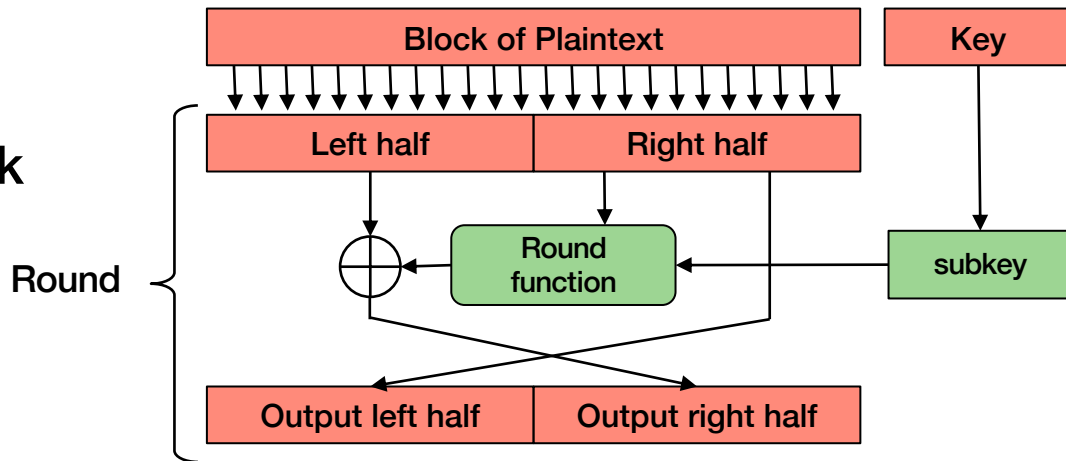 Block of Plaintext
Key
Left half
Right half
k
Round
function
subkey
Round
Output left half
Output right half